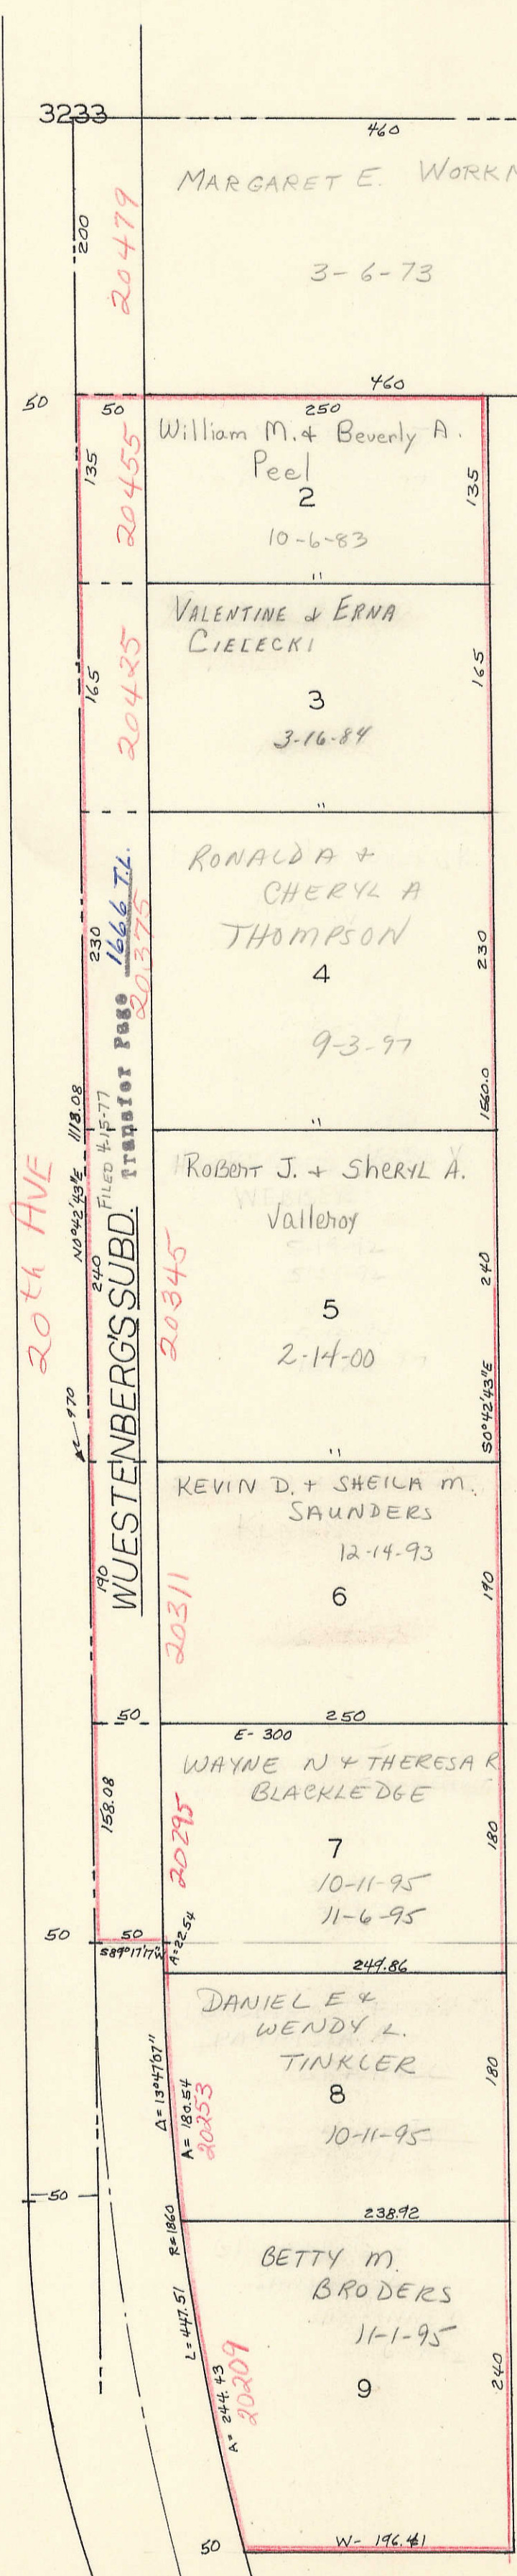 3233
460
MARGARET E. WORKM
200
20479
3-6-73
460
50
50
250
William M. & Beverly A.
Peel
135
20455
135
2
10-6-83
"
VALENTINE & ERNA
CIELECKI
165
20425
165
3
3-16-84
"
RONALD A &
CHERYL A
THOMPSON
230
1666 T.L.
20375
Transfer Page
230
4
9-3-97
1560.0
"
N0°42'43"E 1118.08
FILED 4-15-77
WUESTENBERG'S SUBD.
20th AVE
ROBERT J. + SHERYL A.
Valleroy
240
20345
240
5
2-14-00
S0°42'43"E
970
"
KEVIN D. + SHEILA M.
SAUNDERS
12-14-93
190
20311
190
6
50
250
E- 300
WAYNE N & THERESA R
BLACKLEDGE
158.08
20295
180
7
10-11-95
11-6-95
50
50
S89°17'17"W
A=22.54
249.86
DANIEL E &
WENDY L.
TINKLER
Δ=13°47'07"
A= 180.54
20253
180
8
10-11-95
50
R=1860
238.92
BETTY M.
BRODERS
11-1-95
L=447.51
A= 244.43
20209
240
9
50
W- 196.41